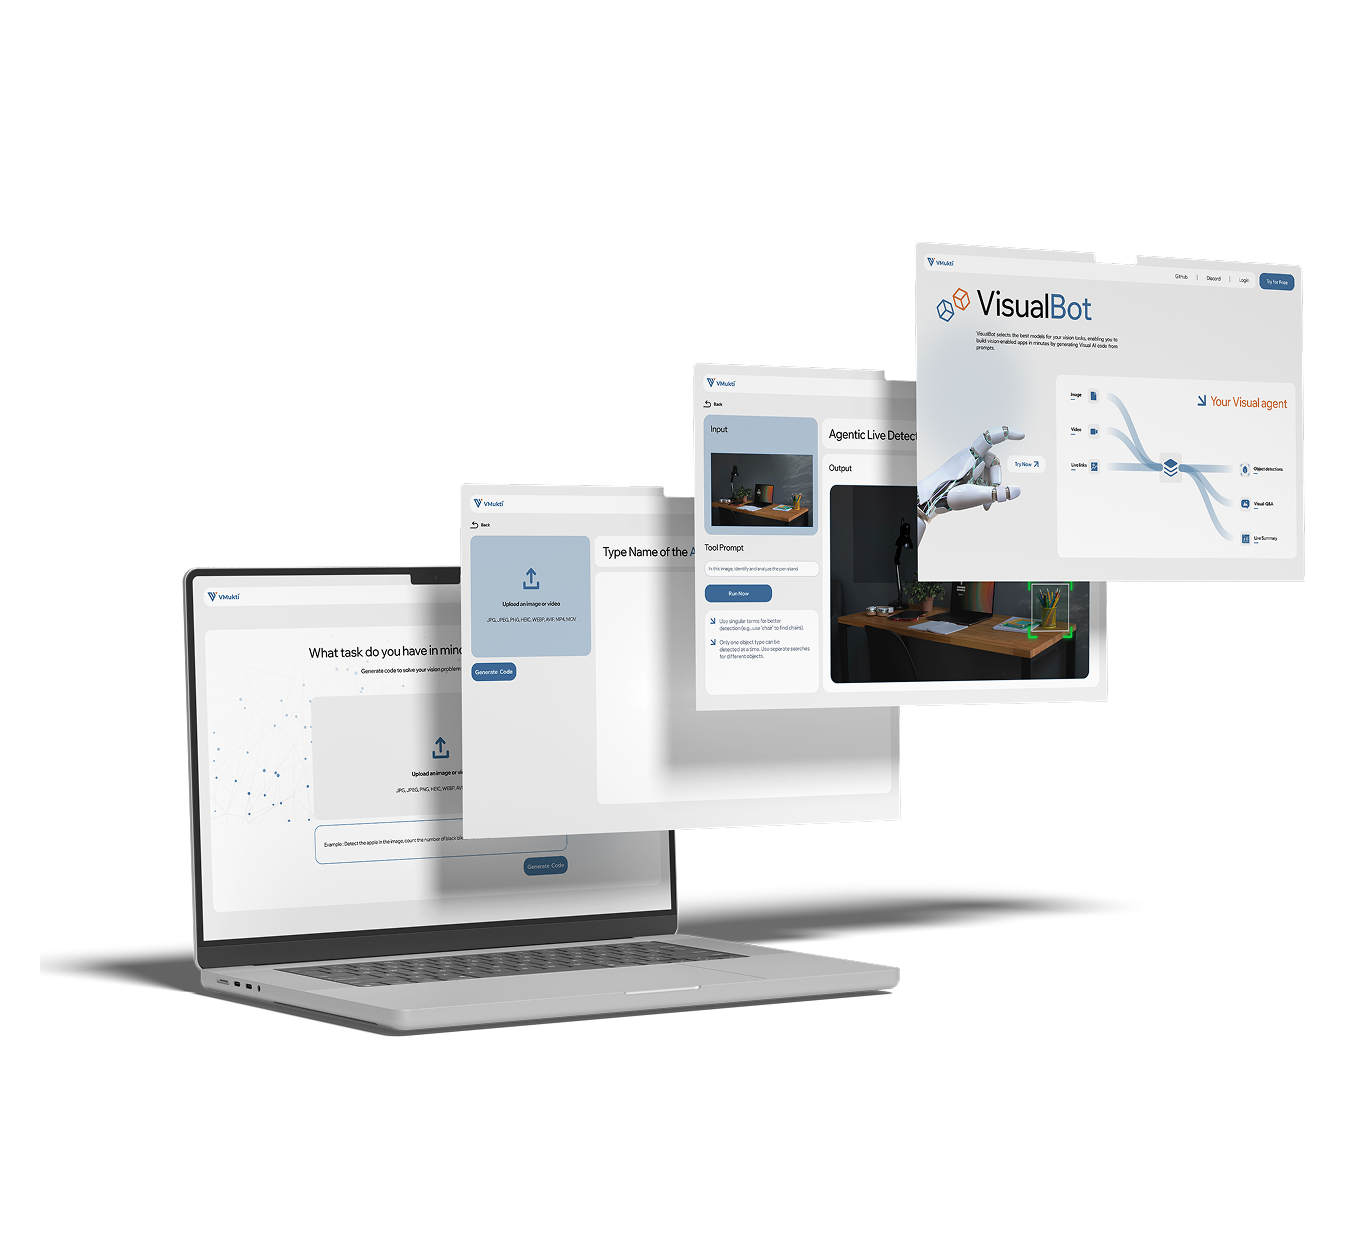 VMukti
What task do you have in mind
Generate code to solve your vision problem
Upload an image or
JPG, JPEG, PNG, HEIC, WEBP,
Example: Detect the apple in the image, count the number of black
Generate Code
VMukti
Back
Upload an image or video
JPG, JPEG, PNG, HEIC, WEBP, AVIF, MP4, MOV
Generate Code
Type Name of the A
VMukti
Back
Input
Tool Prompt
In this image, identify and analyze the pen stand
Run Now
Use singular terms for better
detection (e.g., use 'chair' to find chairs).
Only one object type can be
detected at a time. Use separate searches
for different objects.
Agentic Live Detect
Output
VMukti
Github | Discord | Login
Try for Free
VisualBot
VisualBot selects the best models for your vision tasks, enabling you to
build vision-enabled apps in minutes by generating Visual AI code from
prompts.
Try Now
Your Visual agent
Image
Video
Live links
Object detections
Visual Q&A
Live Summary